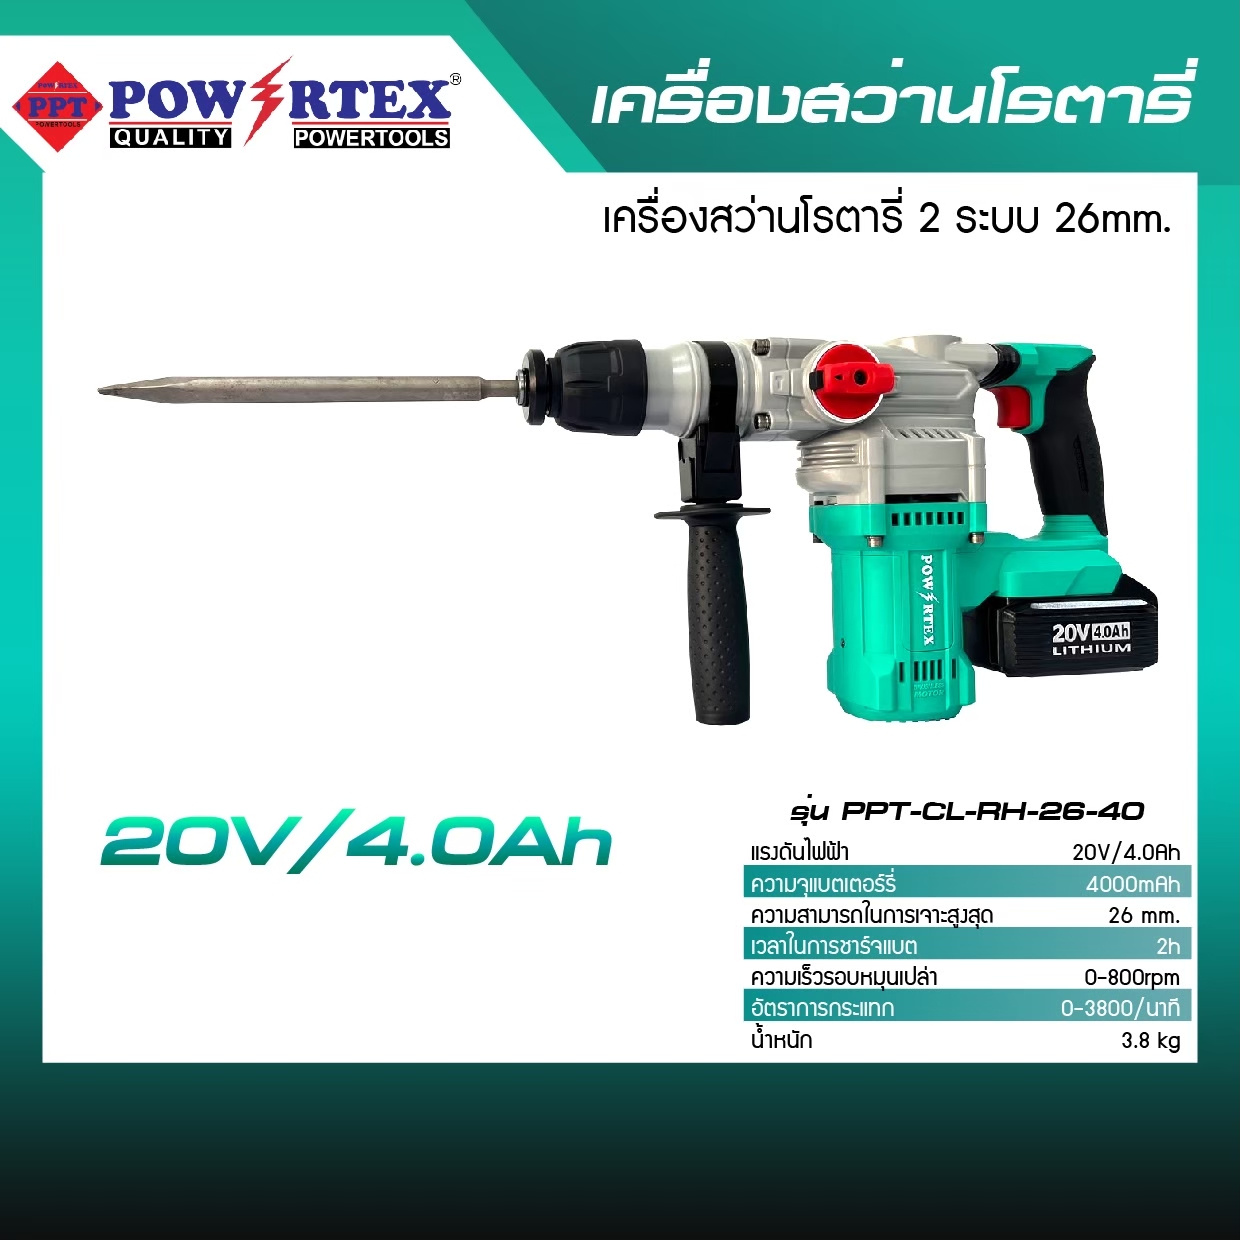 POWERTEX®
PPT
QUALITY POWERTOOLS
เครื่องสว่านโรตารี่
เครื่องสว่านโรตารี่ 2 ระบบ 26mm.
POWERTEX
20V 4.0Ah
LITHIUM
20V/4.0Ah
รุ่น PPT-CL-RH-26-40
แรงดันไฟฟ้า 20V/4.0Ah
ความจุแบตเตอร์รี่ 4000mAh
ความสามารถในการเจาะสูงสุด 26 mm.
เวลาในการชาร์จแบต 2h
ความเร็วรอบหมุนเปล่า 0-800rpm
อัตราการกระแทก 0-3800/นาที
น้ำหนัก 3.8 kg